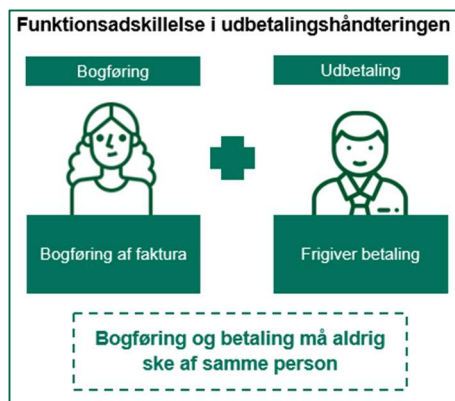 Funktionsadskillelse i udbetalingshåndteringen
Bogføring
Udbetaling
Bogføring af faktura
Frigiver betaling
Bogføring og betaling må aldrig
ske af samme person